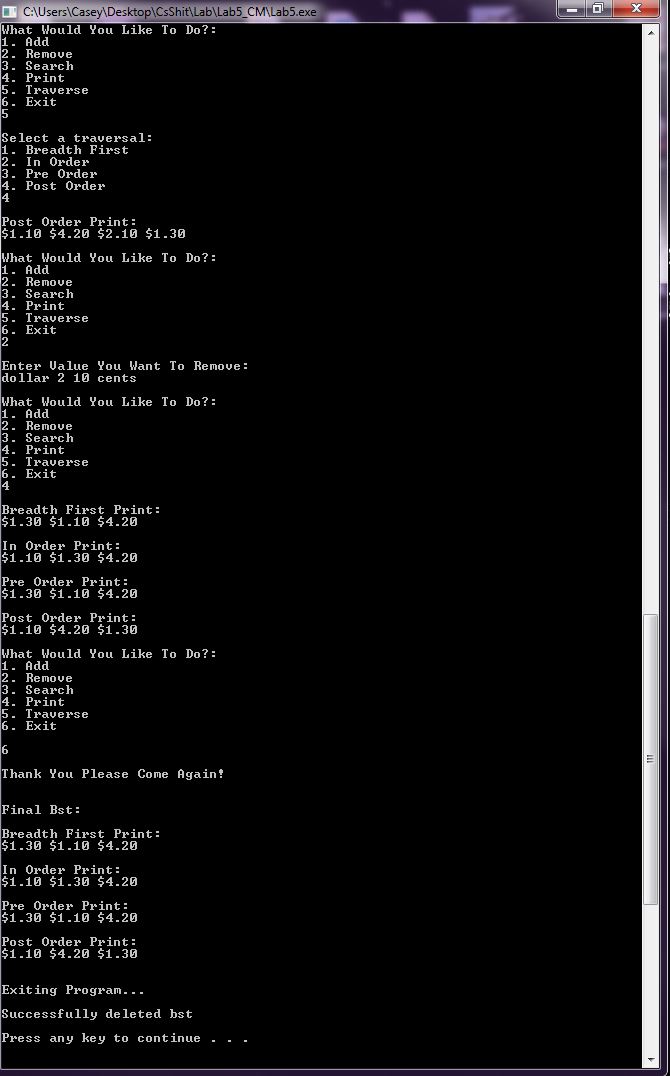 C:\Users\Casey\Desktop\CsShit\Lab\Lab5_CM\Lab5.exe
What Would You Like To Do?:
1. Add
2. Remove
3. Search
4. Print
5. Traverse
6. Exit
5
Select a traversal:
1. Breadth First
2. In Order
3. Pre Order
4. Post Order
4
Post Order Print:
$1.10 $4.20 $2.10 $1.30
What Would You Like To Do?:
1. Add
2. Remove
3. Search
4. Print
5. Traverse
6. Exit
2
Enter Value You Want To Remove:
dollar 2 10 cents
What Would You Like To Do?:
1. Add
2. Remove
3. Search
4. Print
5. Traverse
6. Exit
4
Breadth First Print:
$1.30 $1.10 $4.20
In Order Print:
$1.10 $1.30 $4.20
Pre Order Print:
$1.30 $1.10 $4.20
Post Order Print:
$1.10 $4.20 $1.30
What Would You Like To Do?:
1. Add
2. Remove
3. Search
4. Print
5. Traverse
6. Exit
6
Thank You Please Come Again!
Final Bst:
Breadth First Print:
$1.30 $1.10 $4.20
In Order Print:
$1.10 $1.30 $4.20
Pre Order Print:
$1.30 $1.10 $4.20
Post Order Print:
$1.10 $4.20 $1.30
Exiting Program...
Successfully deleted bst
Press any key to continue . . .